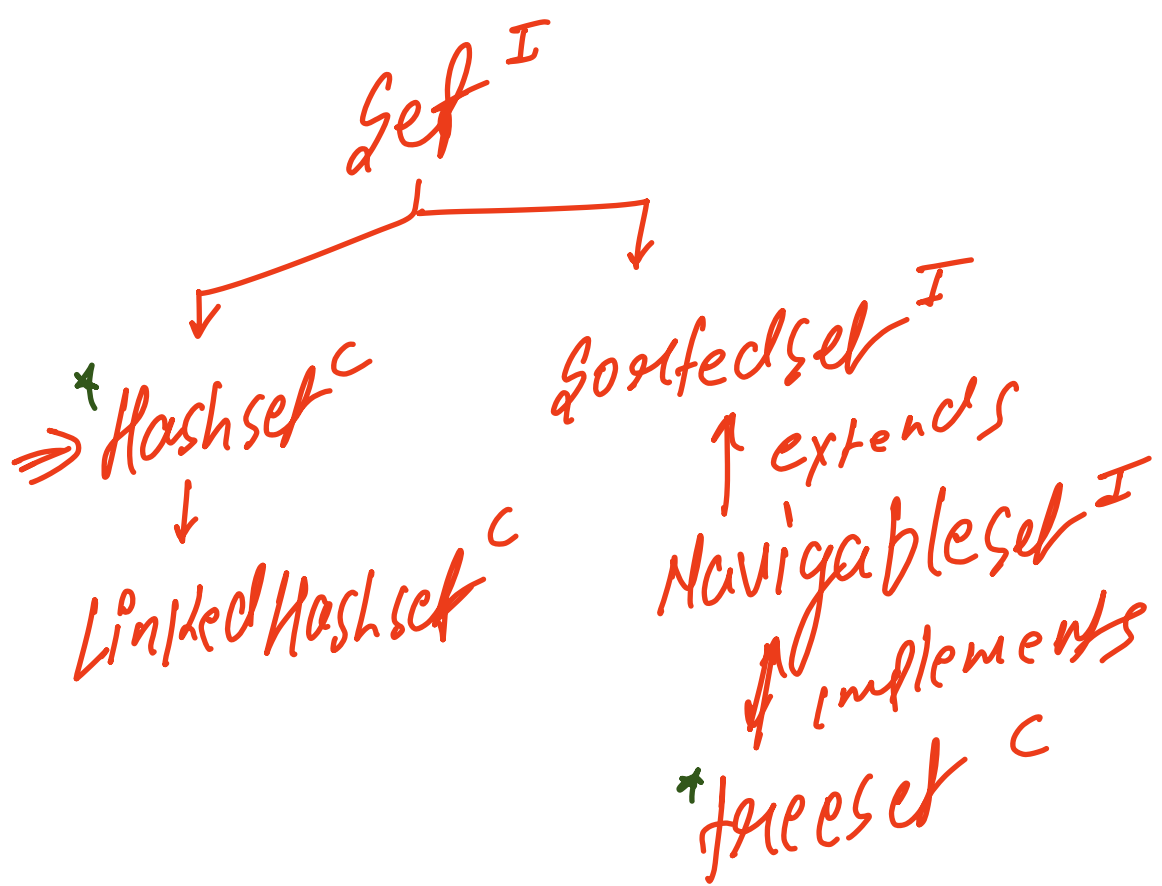 Set I
Sortedset I
* Hashset C
extends
=> Navigableset I
LinkedHashset C
implements
* treeset C